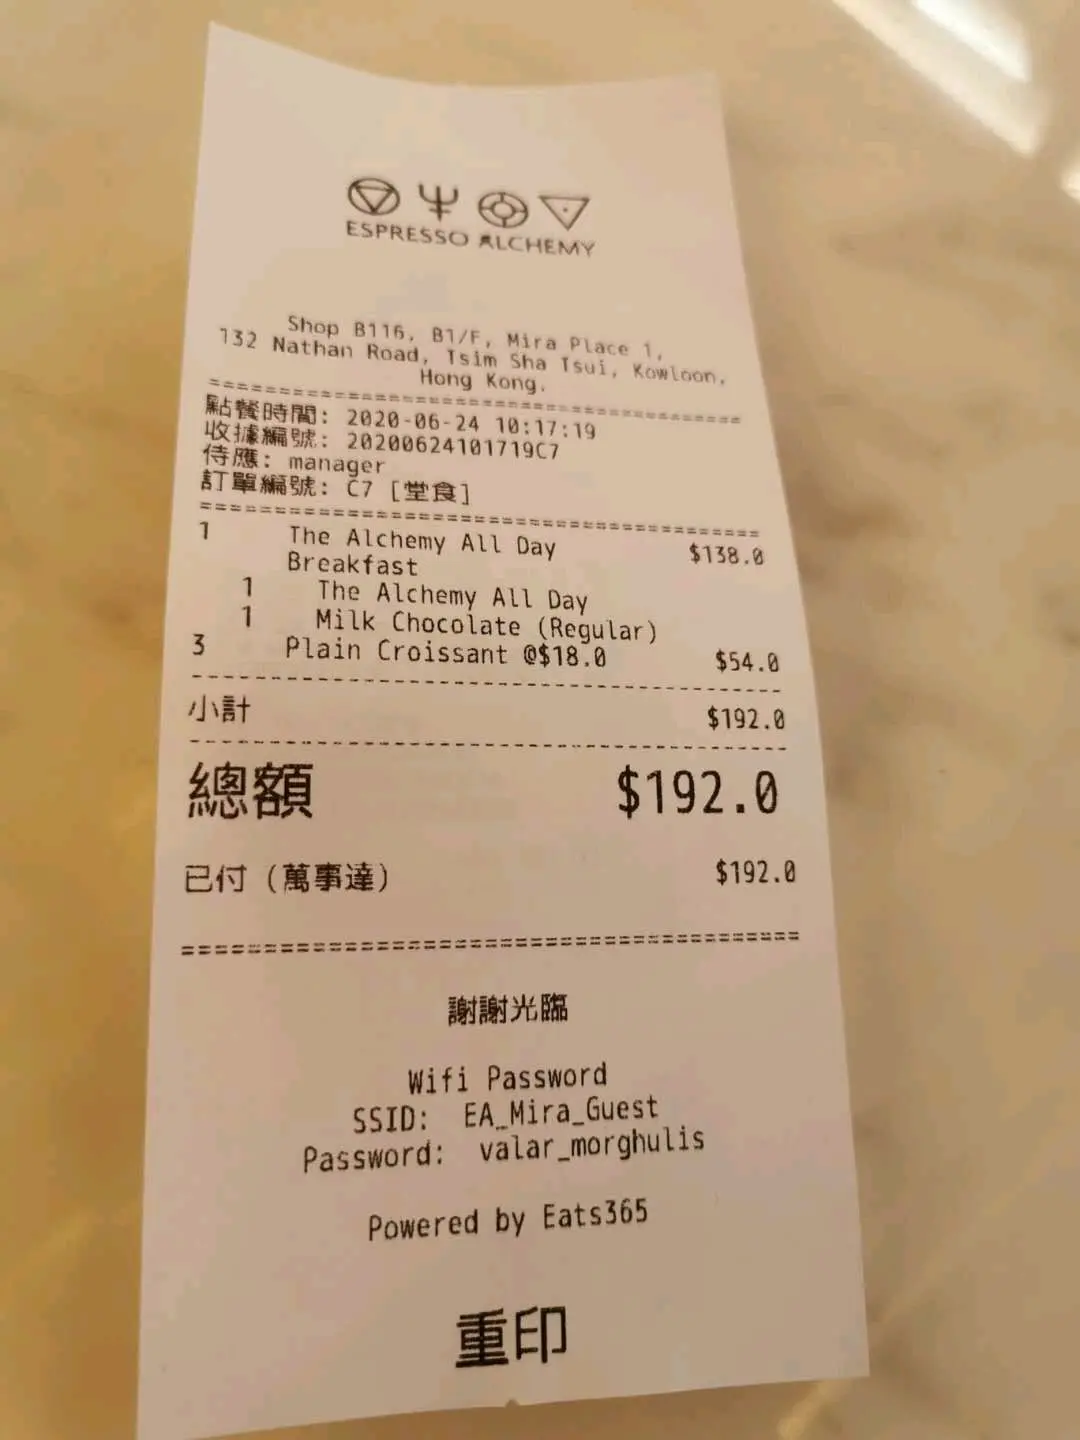 ESPRESSO ALCHEMY
Shop B116, B1/F, Mira Place 1,
132 Nathan Road, Tsim Sha Tsui, Kowloon,
Hong Kong.
點餐時間: 2020-06-24 10:17:19
收據編號: 20200624101719C7
侍應: manager
訂單編號: C7 [堂食]
1 The Alchemy All Day $138.0
Breakfast
1 The Alchemy All Day
1 Milk Chocolate (Regular)
3 Plain Croissant @$18.0 $54.0
小計 $192.0
總額 $192.0
已付 (萬事達) $192.0
謝謝光臨
Wifi Password
SSID: EA_Mira_Guest
Password: valar_morghulis
Powered by Eats365
重印